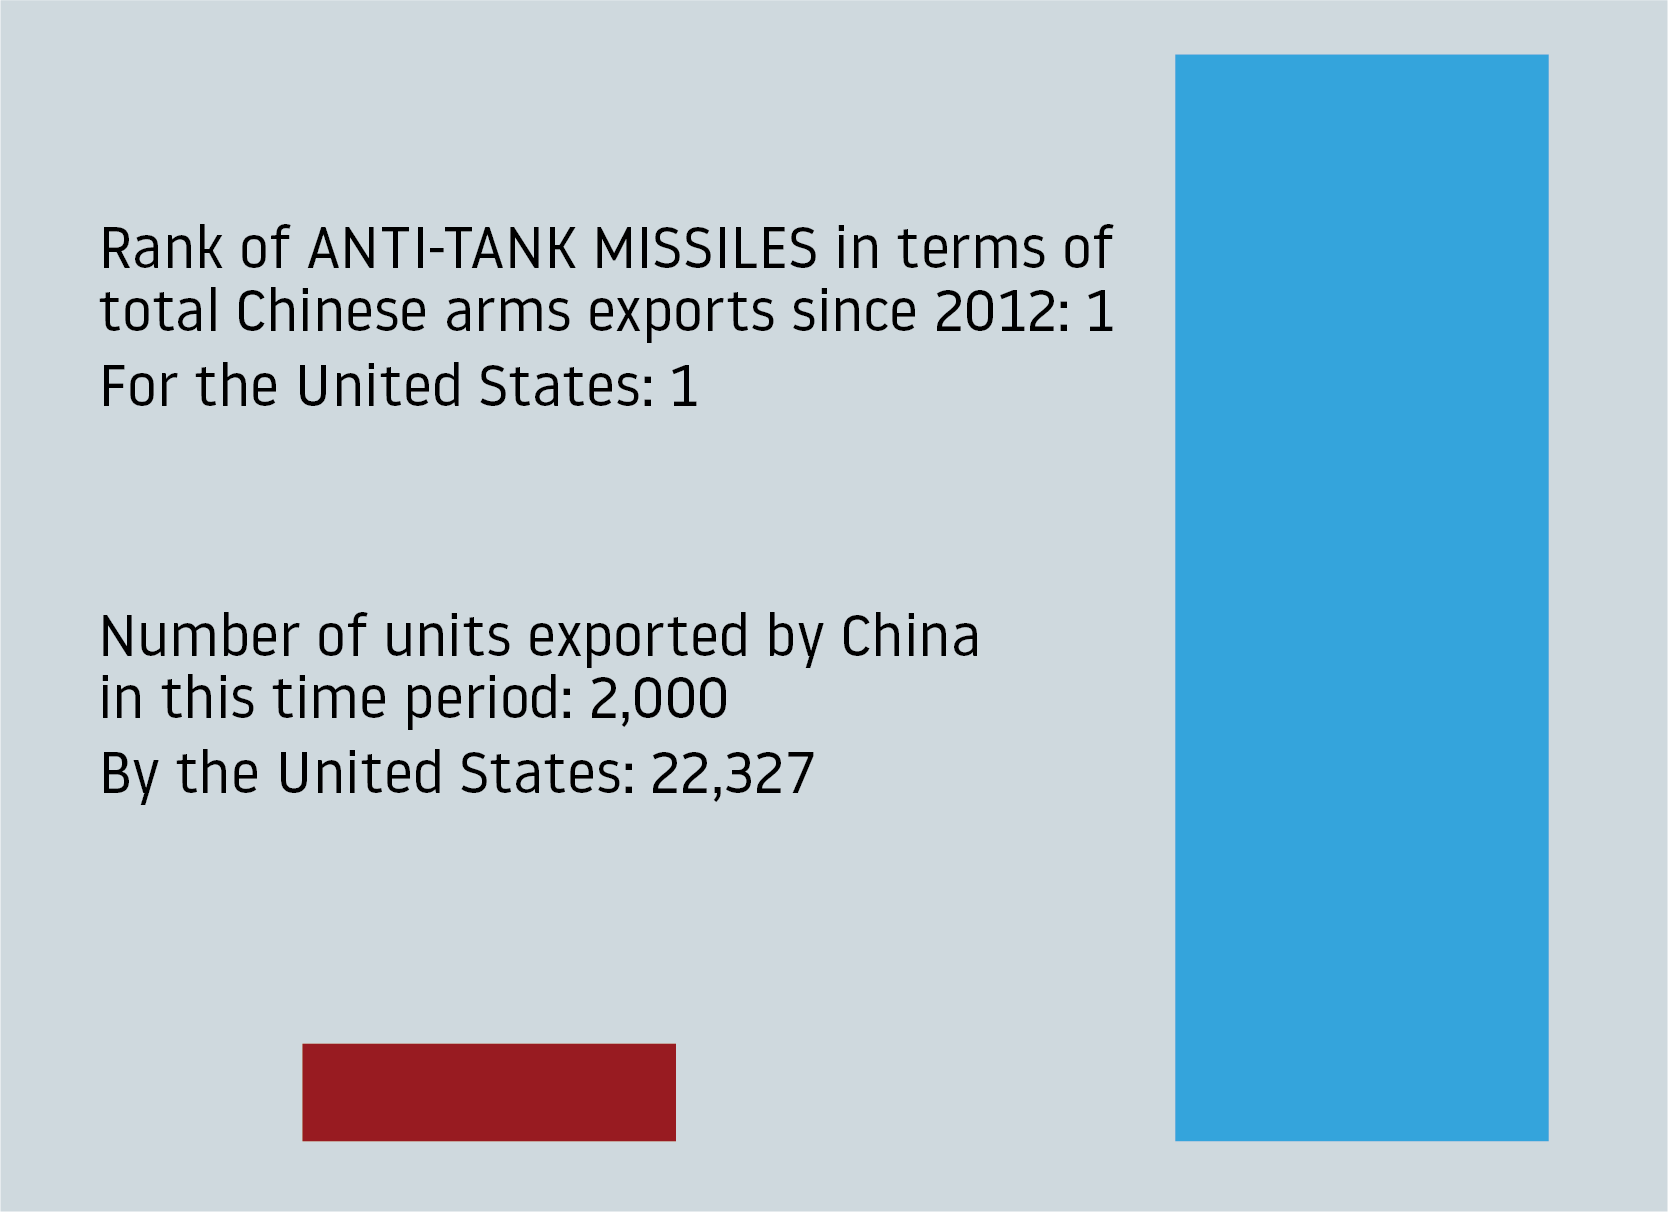 Rank of ANTI-TANK MISSILES in terms of
total Chinese arms exports since 2012: 1
For the United States: 1
Number of units exported by China
in this time period: 2,000
By the United States: 22,327